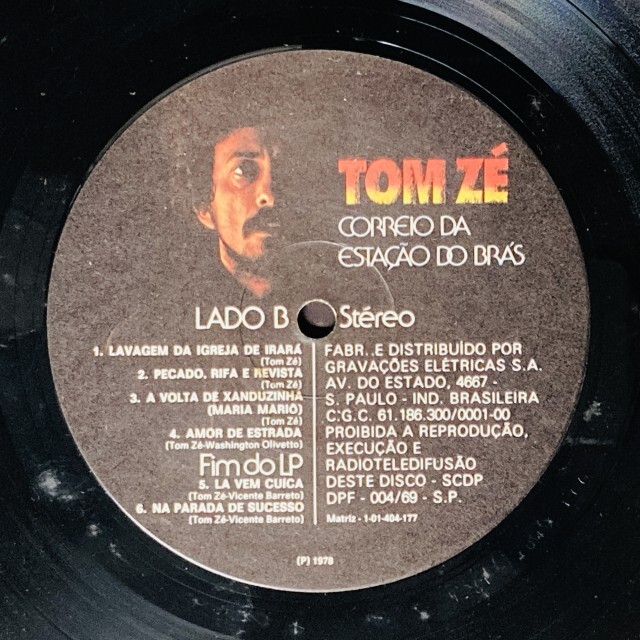 TOM ZÉ
CORREIO DA
ESTAÇÃO DO BRÁS
LADO B
Stéreo
1. LAVAGEM DA IGREJA DE IRARÁ
(Tom Zé)
2. PECADO, RIFA E REVISTA
(Tom Zé)
3. A VOLTA DE XANDUZINHA
(MARIA MARIÔ)
(Tom Zé)
4. AMOR DE ESTRADA
(Tom Zé-Washington Olivetto)
Fim do LP
5. LA VEM CUÍCA
(Tom Zé-Vicente Barreto)
6. NA PARADA DE SUCESSO
(Tom Zé-Vicente Barreto)
FABR.. E DISTRIBUÍDO POR
GRAVAÇÕES ELÉTRICAS S.A.
AV. DO ESTADO, 4667 -
S. PAULO - IND. BRASILEIRA
C.G.C. 61.186.300/0001-00
PROIBIDA A REPRODUÇÃO,
EXECUÇÃO E
RADIOTELEDIFUSÃO
DESTE DISCO - SCDP
DPF - 004/69 - S.P.
Matriz - 1-01-404-177
(P) 1978